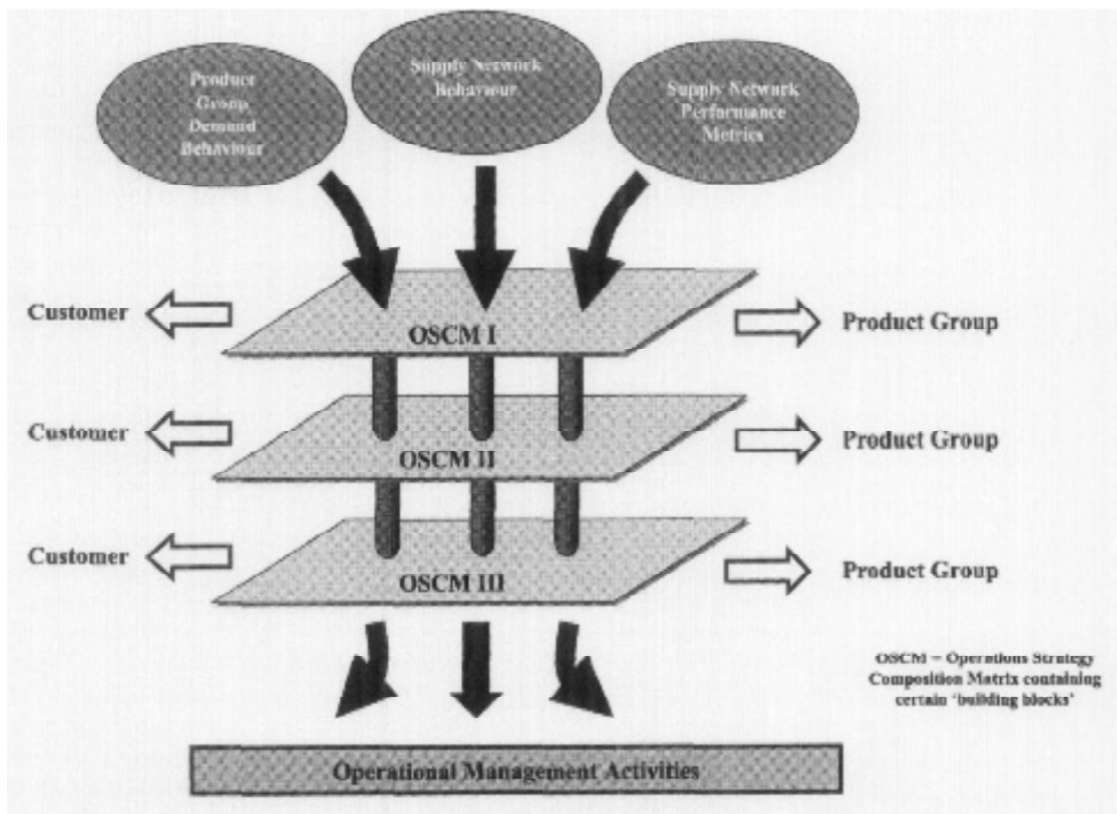 Product
Group
Demand
Behaviour
Supply Network
Behaviour
Supply Network
Performance
Metrics
Customer
OSCM I
Product Group
Customer
OSCM II
Product Group
Customer
OSCM III
Product Group
OSCM – Operations Strategy
Composition Matrix containing
certain ‘building blocks‘
Operational Management Activities